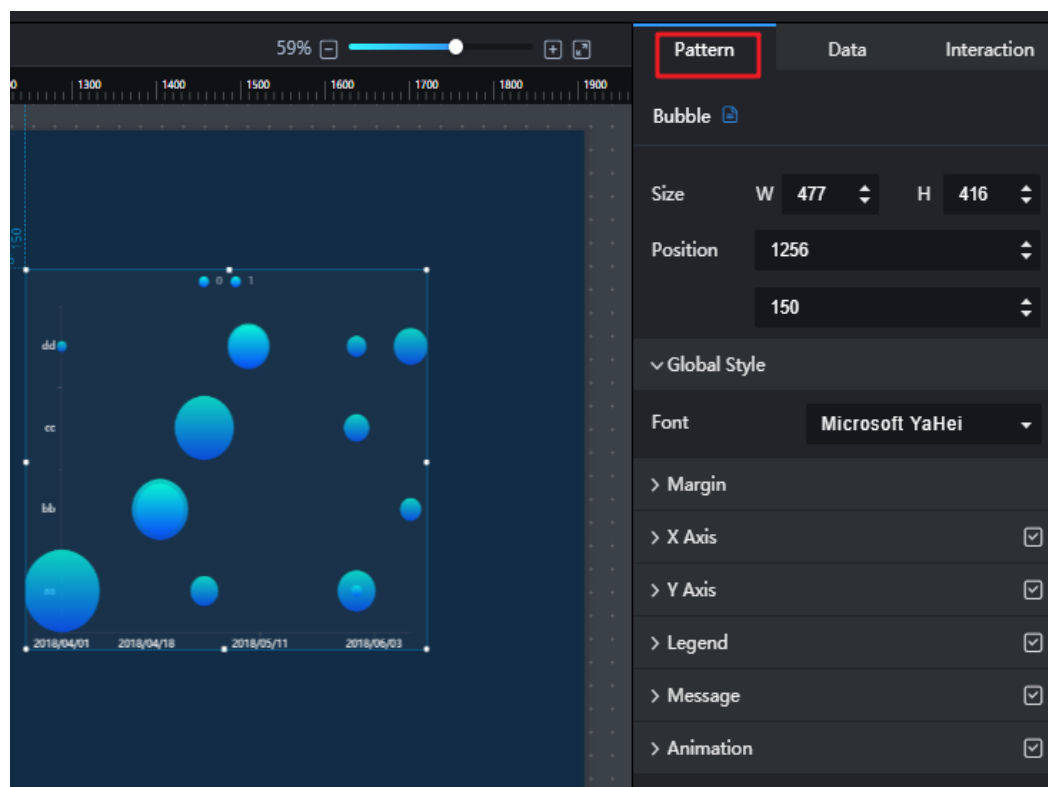 59%
Pattern Data Interaction
1300 1400 1500 1600 1700 1800 1900
Bubble
Size W 477 H 416
Position 1256
150
150
0 1
Global Style
dd
Font Microsoft YaHei
cc
Margin
bb
X Axis
Y Axis
aa
2018/04/01 2018/04/18 2018/05/11 2018/06/03
Legend
Message
Animation